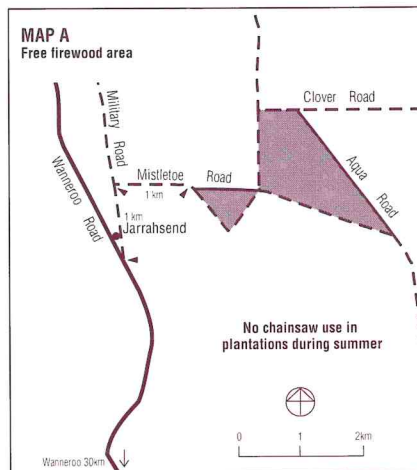 MAP A
Free firewood area
Clover Road
Military Road
Mistletoe Road
1 km
Aqua Road
Wanneroo Road
1 km
Jarrahsend
No chainsaw use in
plantations during summer
0 1 2km
Wanneroo 30km